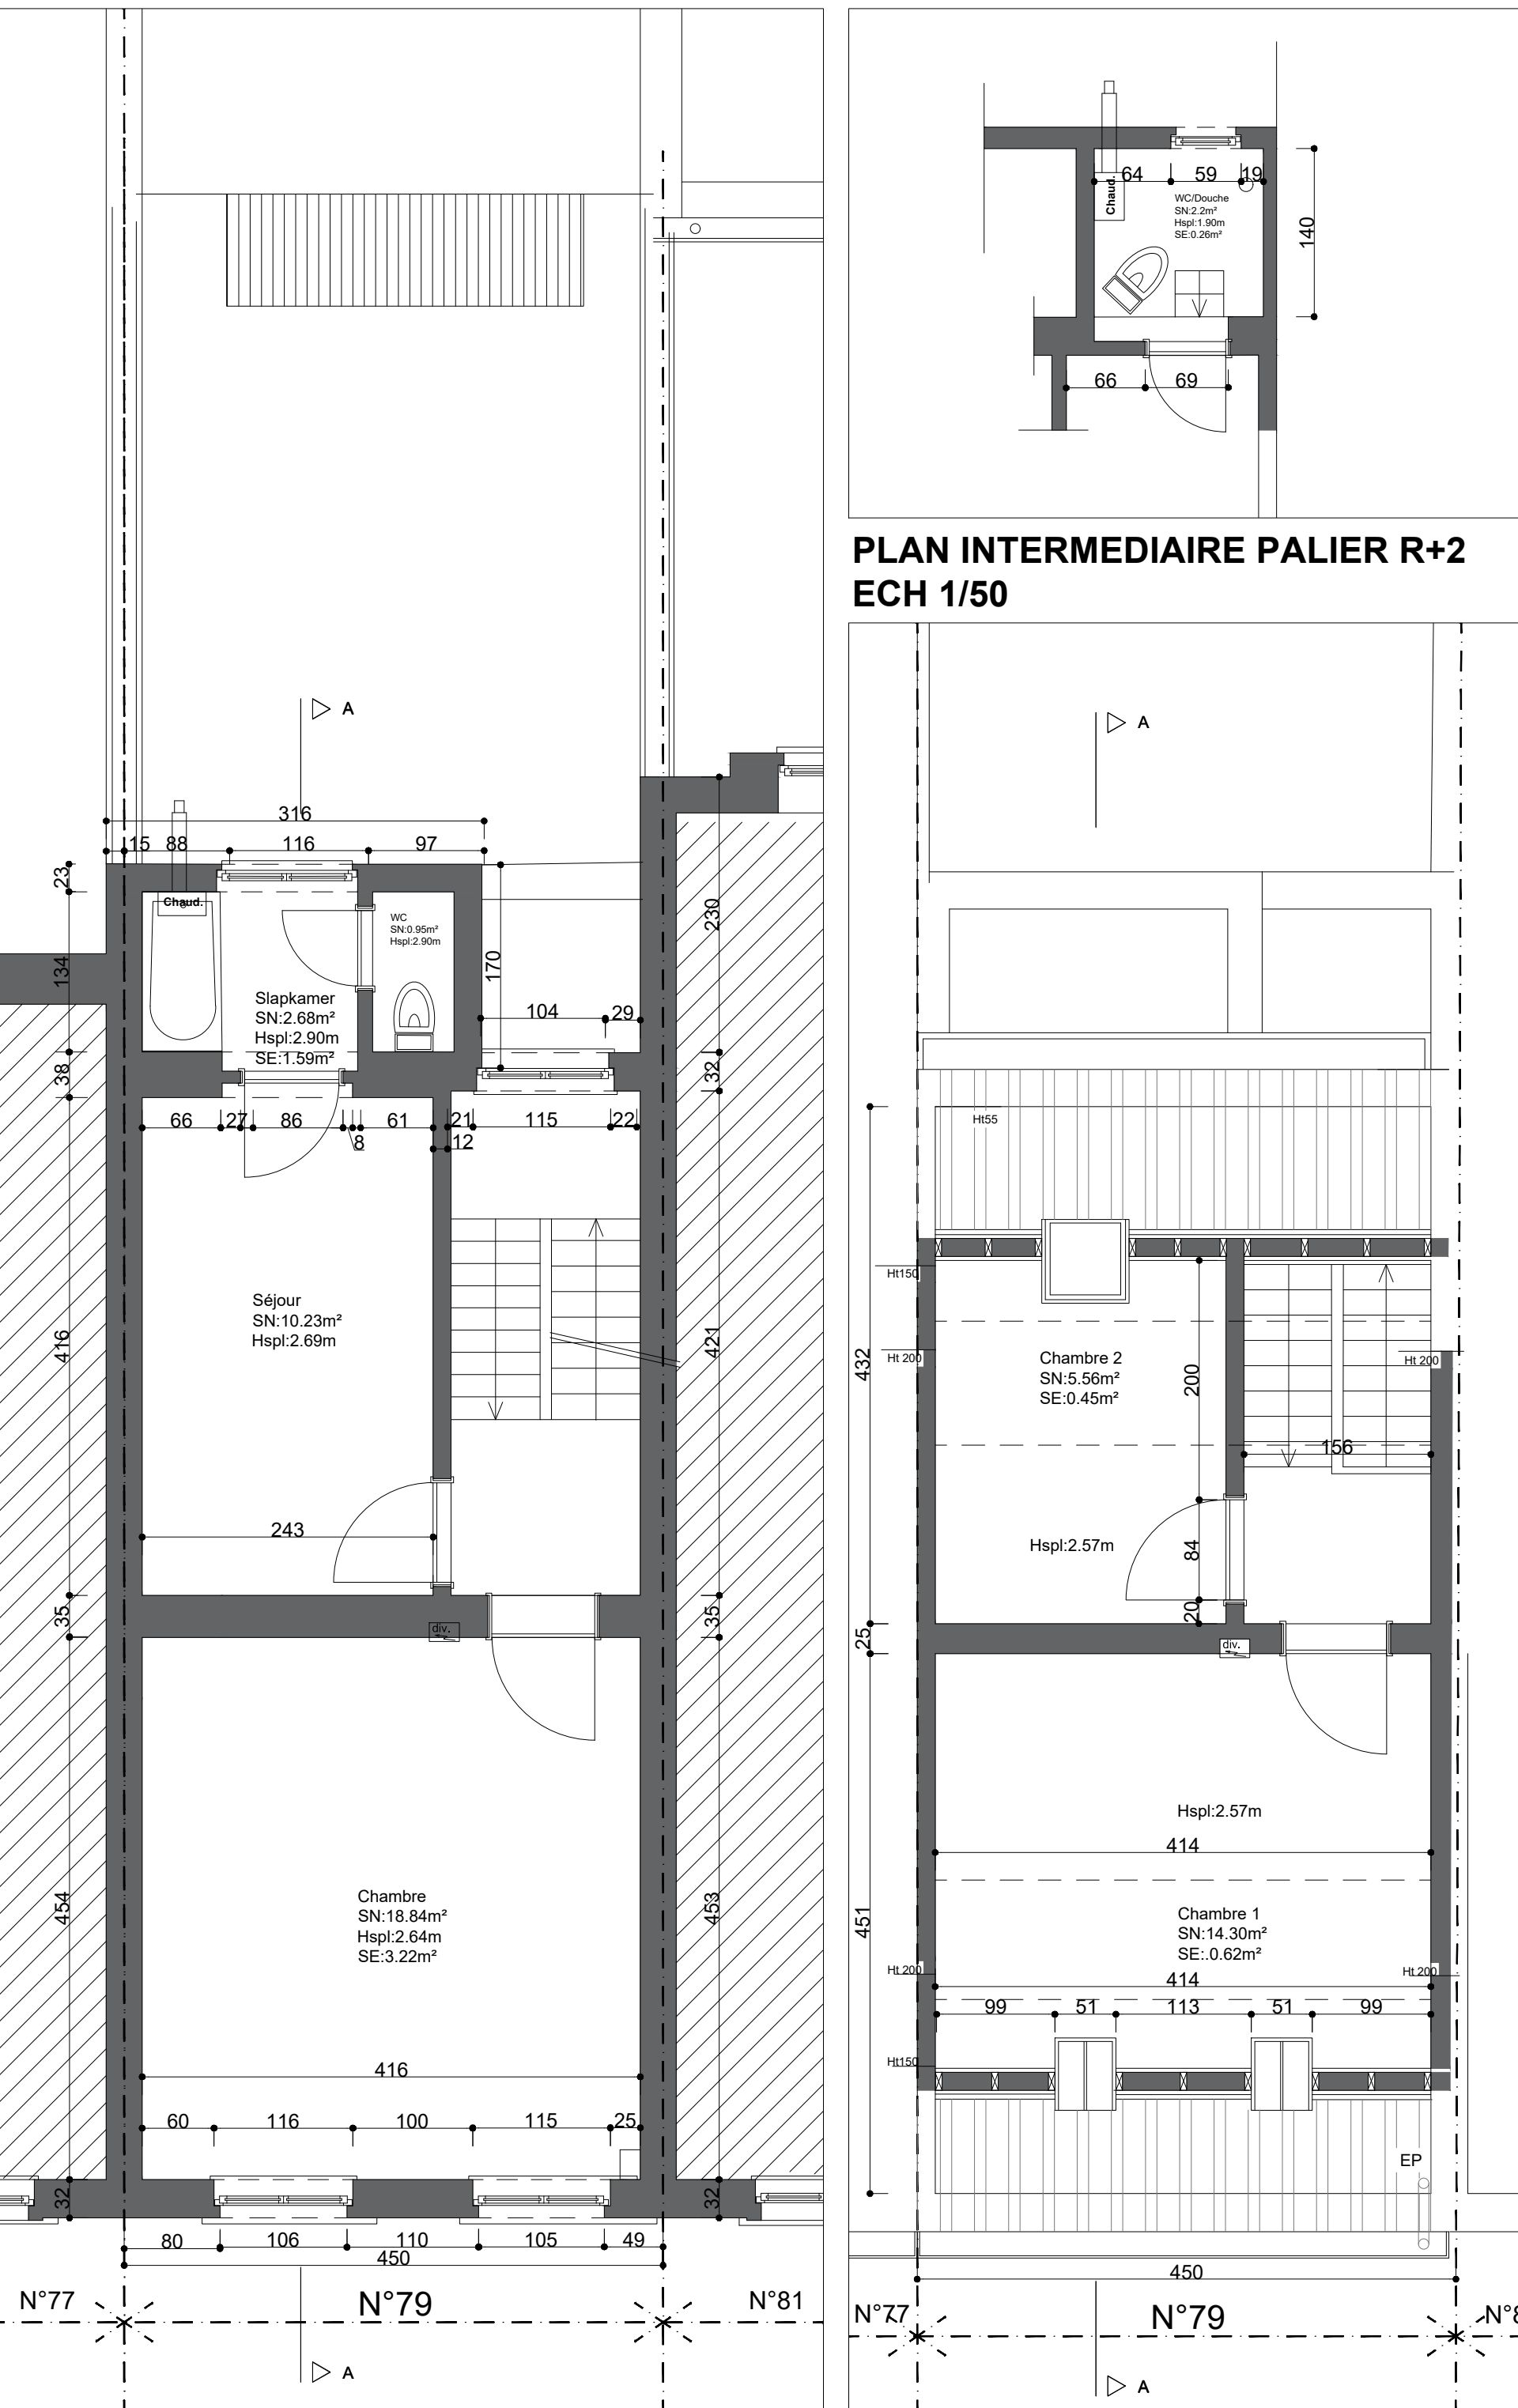 A
316
15
88
116
97
23
Chaud.
WC
SN:0.95m²
Hspl:2.90m
230
134
170
Slapkamer
SN:2.68m²
Hspl:2.90m
SE:1.59m²
104
29
38
32
66
27
86
8
61
21
12
115
22
Séjour
SN:10.23m²
Hspl:2.69m
416
421
243
35
35
div.
Chambre
SN:18.84m²
Hspl:2.64m
SE:3.22m²
454
453
416
60
116
100
115
25
32
32
80
106
110
105
49
450
N°77
N°79
N°81
A
64
59
19
Chaud.
WC/Douche
SN:2.2m²
Hspl:1.90m
SE:0.26m²
140
66
69
PLAN INTERMEDIAIRE PALIER R+2
ECH 1/50
A
Ht55
Ht150
Ht 200
Ht 200
Chambre 2
SN:5.56m²
SE:0.45m²
432
200
156
Hspl:2.57m
84
20
25
div.
Hspl:2.57m
414
Chambre 1
SN:14.30m²
SE:.0.62m²
451
Ht 200
Ht 200
414
99
51
113
51
99
Ht150
EP
450
N°77
N°79
N°8
A